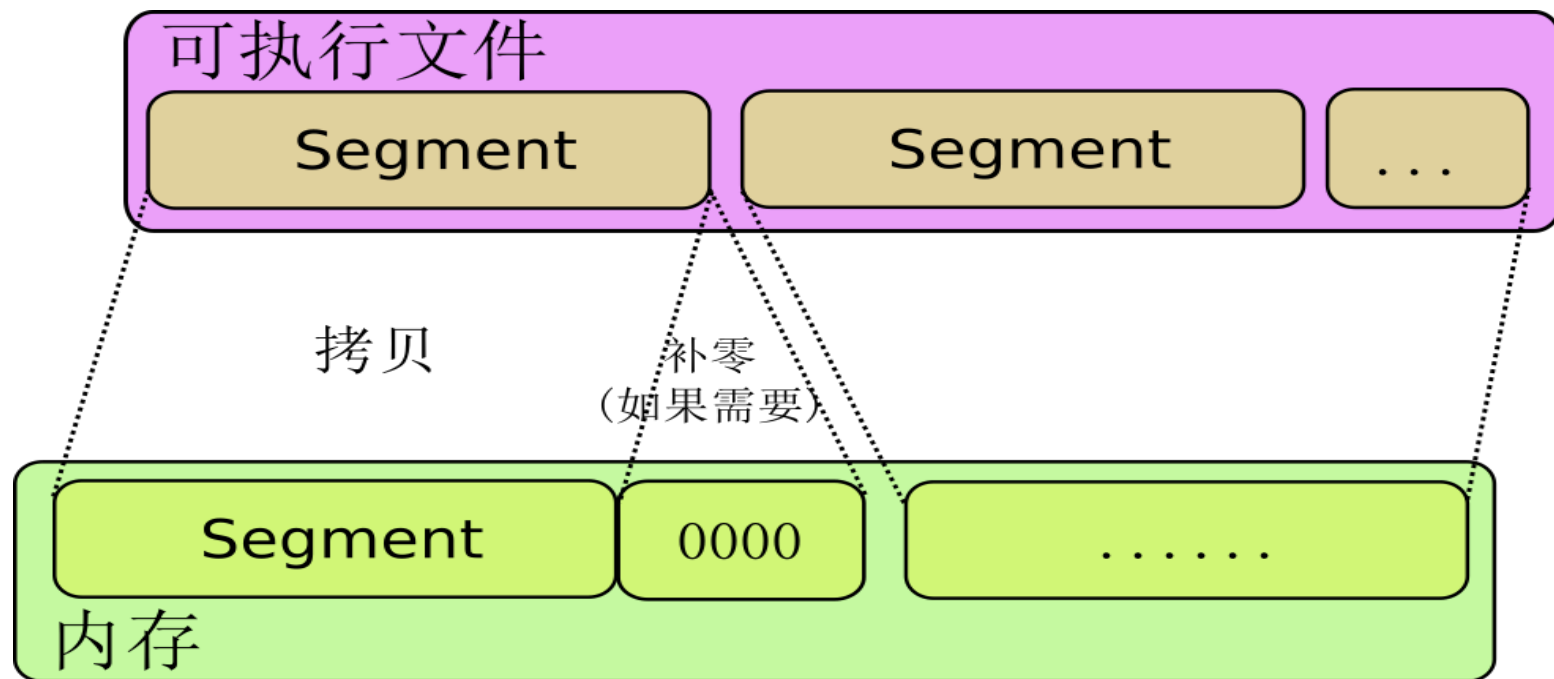 可执行文件
Segment
Segment
...
拷贝
补零
(如果需要)
Segment
0000
......
内存